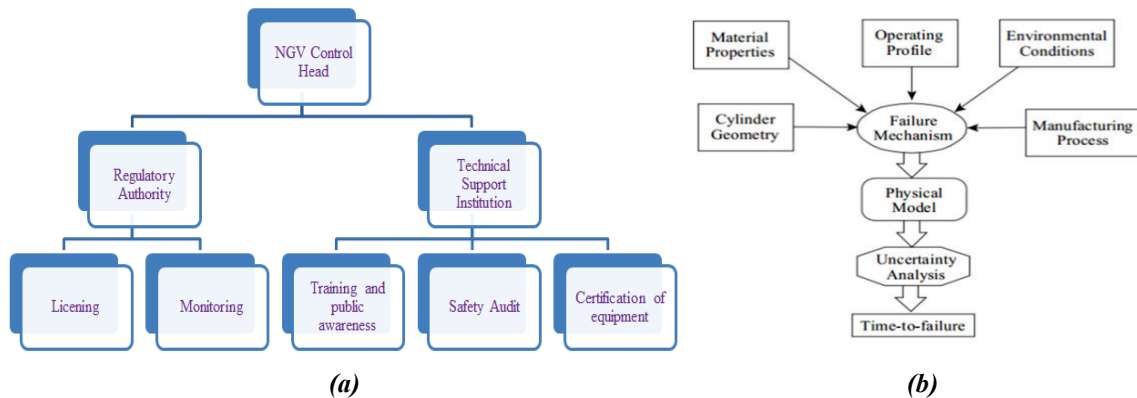 NGV Control
Head
Regulatory
Authority
Technical
Support
Institution
Licening
Monitoring
Training and
public
awareness
Safety Audit
Certification of
equipment
(a)
Material
Properties
Operating
Profile
Environmental
Conditions
Cylinder
Geometry
Failure
Mechanism
Manufacturing
Process
Physical
Model
Uncertainty
Analysis
Time-to-failure
(b)